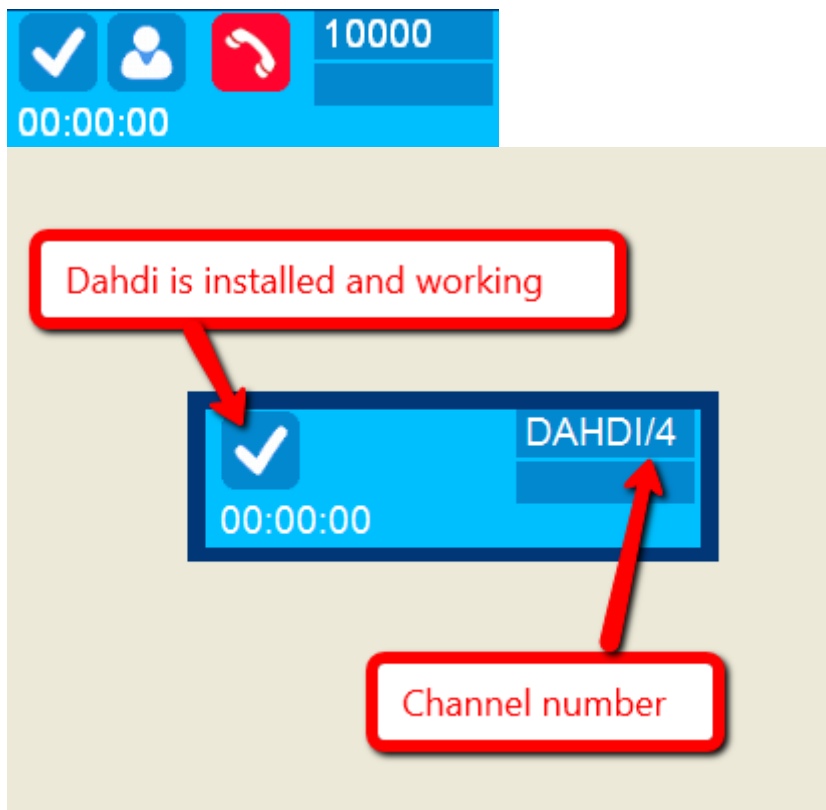 10000
00:00:00
Dahdi is installed and working
DAHDI/4
00:00:00
Channel number